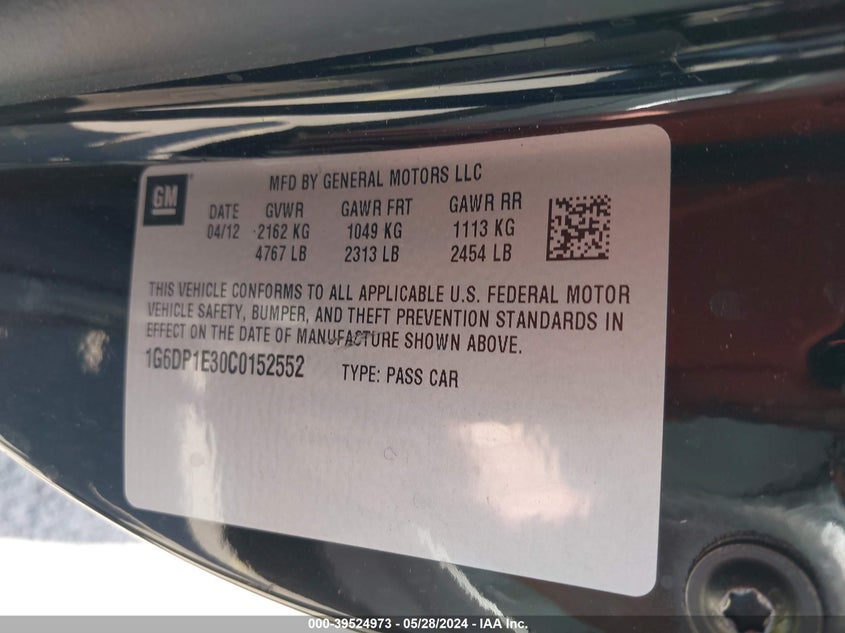 GM
MFD BY GENERAL MOTORS LLC
DATE GVWR GAWR FRT GAWR RR
04/12 2162 KG 1049 KG 1113 KG
4767 LB 2313 LB 2454 LB
THIS VEHICLE CONFORMS TO ALL APPLICABLE U.S. FEDERAL MOTOR
VEHICLE SAFETY, BUMPER, AND THEFT PREVENTION STANDARDS IN
EFFECT ON THE DATE OF MANUFACTURE SHOWN ABOVE.
1G6DP1E30C0152552 TYPE: PASS CAR
000-39524973 / 05/28/2024 / IAAI.COM